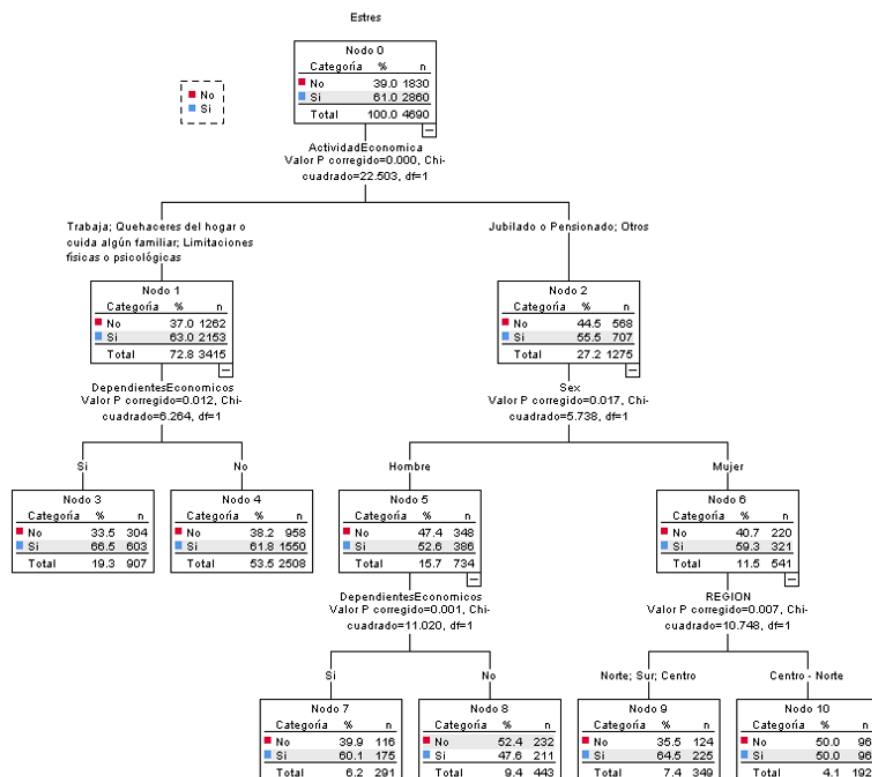 Estres
No
Si
Nodo 0
Categoría % n
No 39.0 1830
Si 61.0 2860
Total 100.0 4690
ActividadEconomica
Valor P corregido=0.000, Chi-
cuadrado=22.503, df=1
Trabaja; Quehaceres del hogar o
cuida algún familiar; Limitaciones
físicas o psicológicas
Jubilado o Pensionado; Otros
Nodo 1
Categoría % n
No 37.0 1262
Si 63.0 2153
Total 72.8 3415
Nodo 2
Categoría % n
No 44.5 568
Si 55.5 707
Total 27.2 1275
DependientesEconomicos
Valor P corregido=0.012, Chi-
cuadrado=6.264, df=1
Sex
Valor P corregido=0.017, Chi-
cuadrado=5.738, df=1
Si
No
Hombre
Mujer
Nodo 3
Categoría % n
No 33.5 304
Si 66.5 603
Total 19.3 907
Nodo 4
Categoría % n
No 38.2 958
Si 61.8 1550
Total 53.5 2508
Nodo 5
Categoría % n
No 47.4 348
Si 52.6 386
Total 15.7 734
Nodo 6
Categoría % n
No 40.7 220
Si 59.3 321
Total 11.5 541
DependientesEconomicos
Valor P corregido=0.001, Chi-
cuadrado=11.020, df=1
REGION
Valor P corregido=0.007, Chi-
cuadrado=10.748, df=1
Si
No
Norte; Sur; Centro
Centro - Norte
Nodo 7
Categoría % n
No 39.9 116
Si 60.1 175
Total 6.2 291
Nodo 8
Categoría % n
No 52.4 232
Si 47.6 211
Total 9.4 443
Nodo 9
Categoría % n
No 35.5 124
Si 64.5 225
Total 7.4 349
Nodo 10
Categoría % n
No 50.0 96
Si 50.0 96
Total 4.1 192